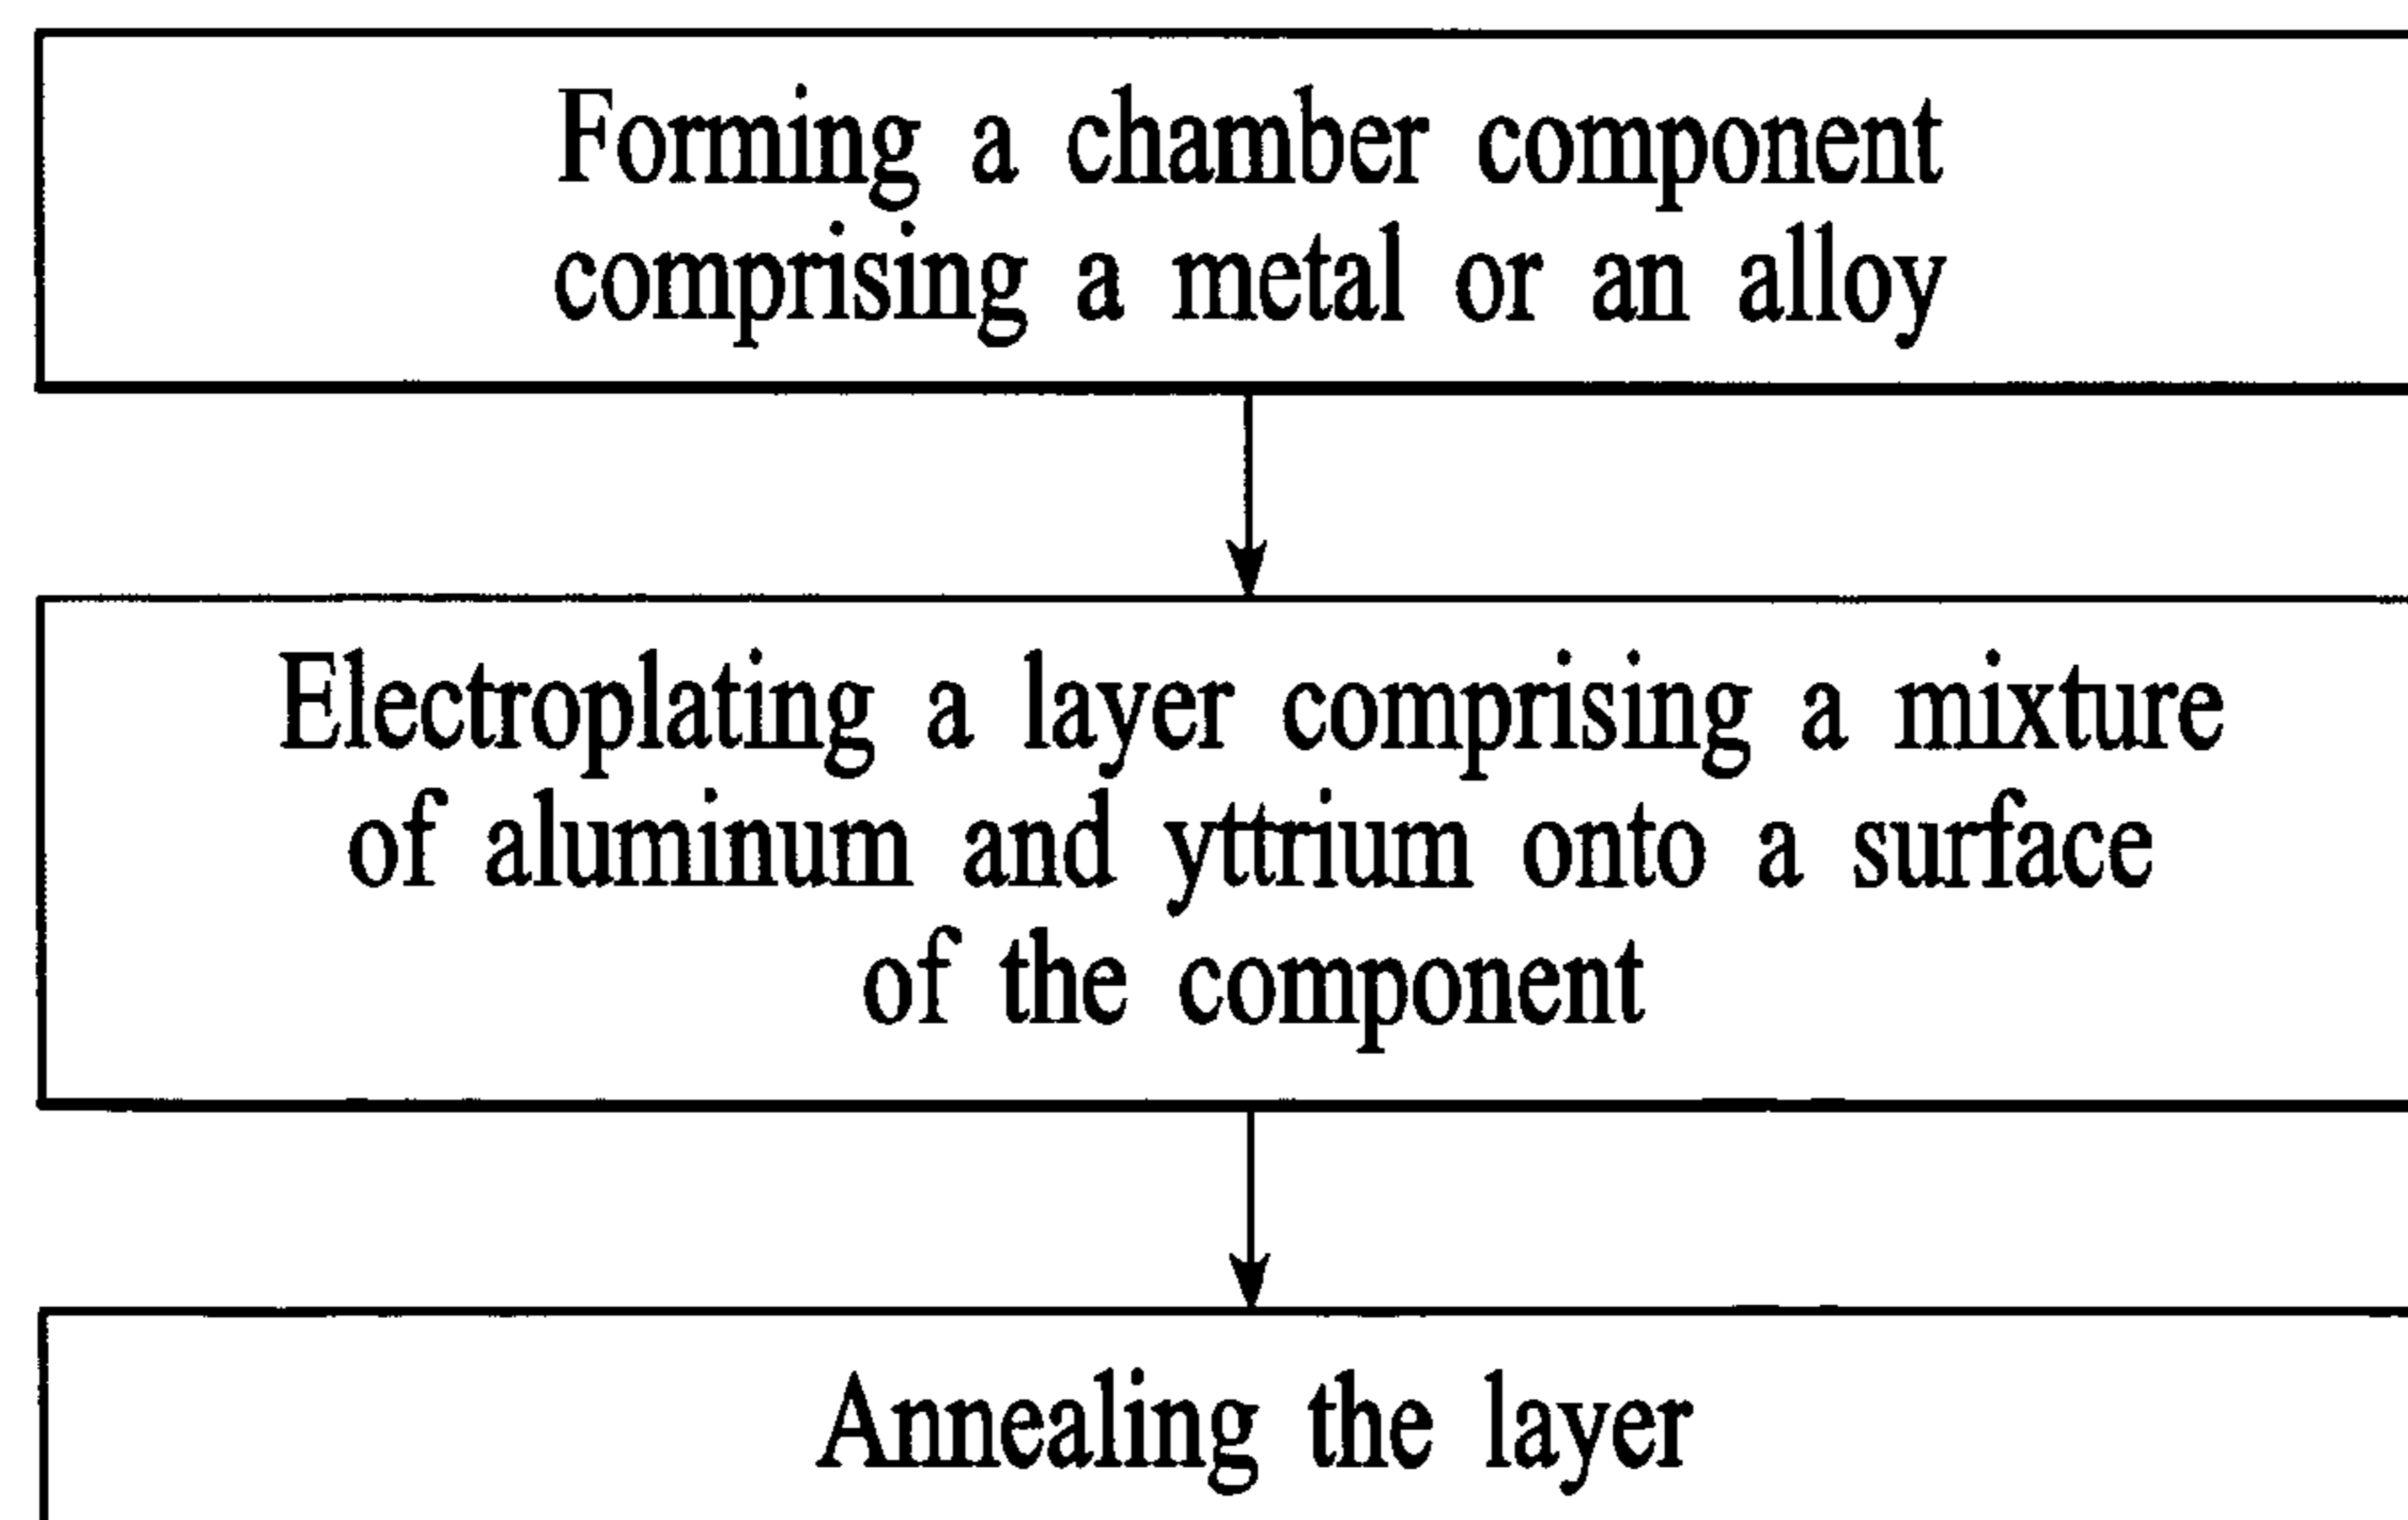 Forming a chamber component
comprising a metal or an alloy
Electroplating a layer comprising a mixture
of aluminum and yttrium onto a surface
of the component
Annealing the layer